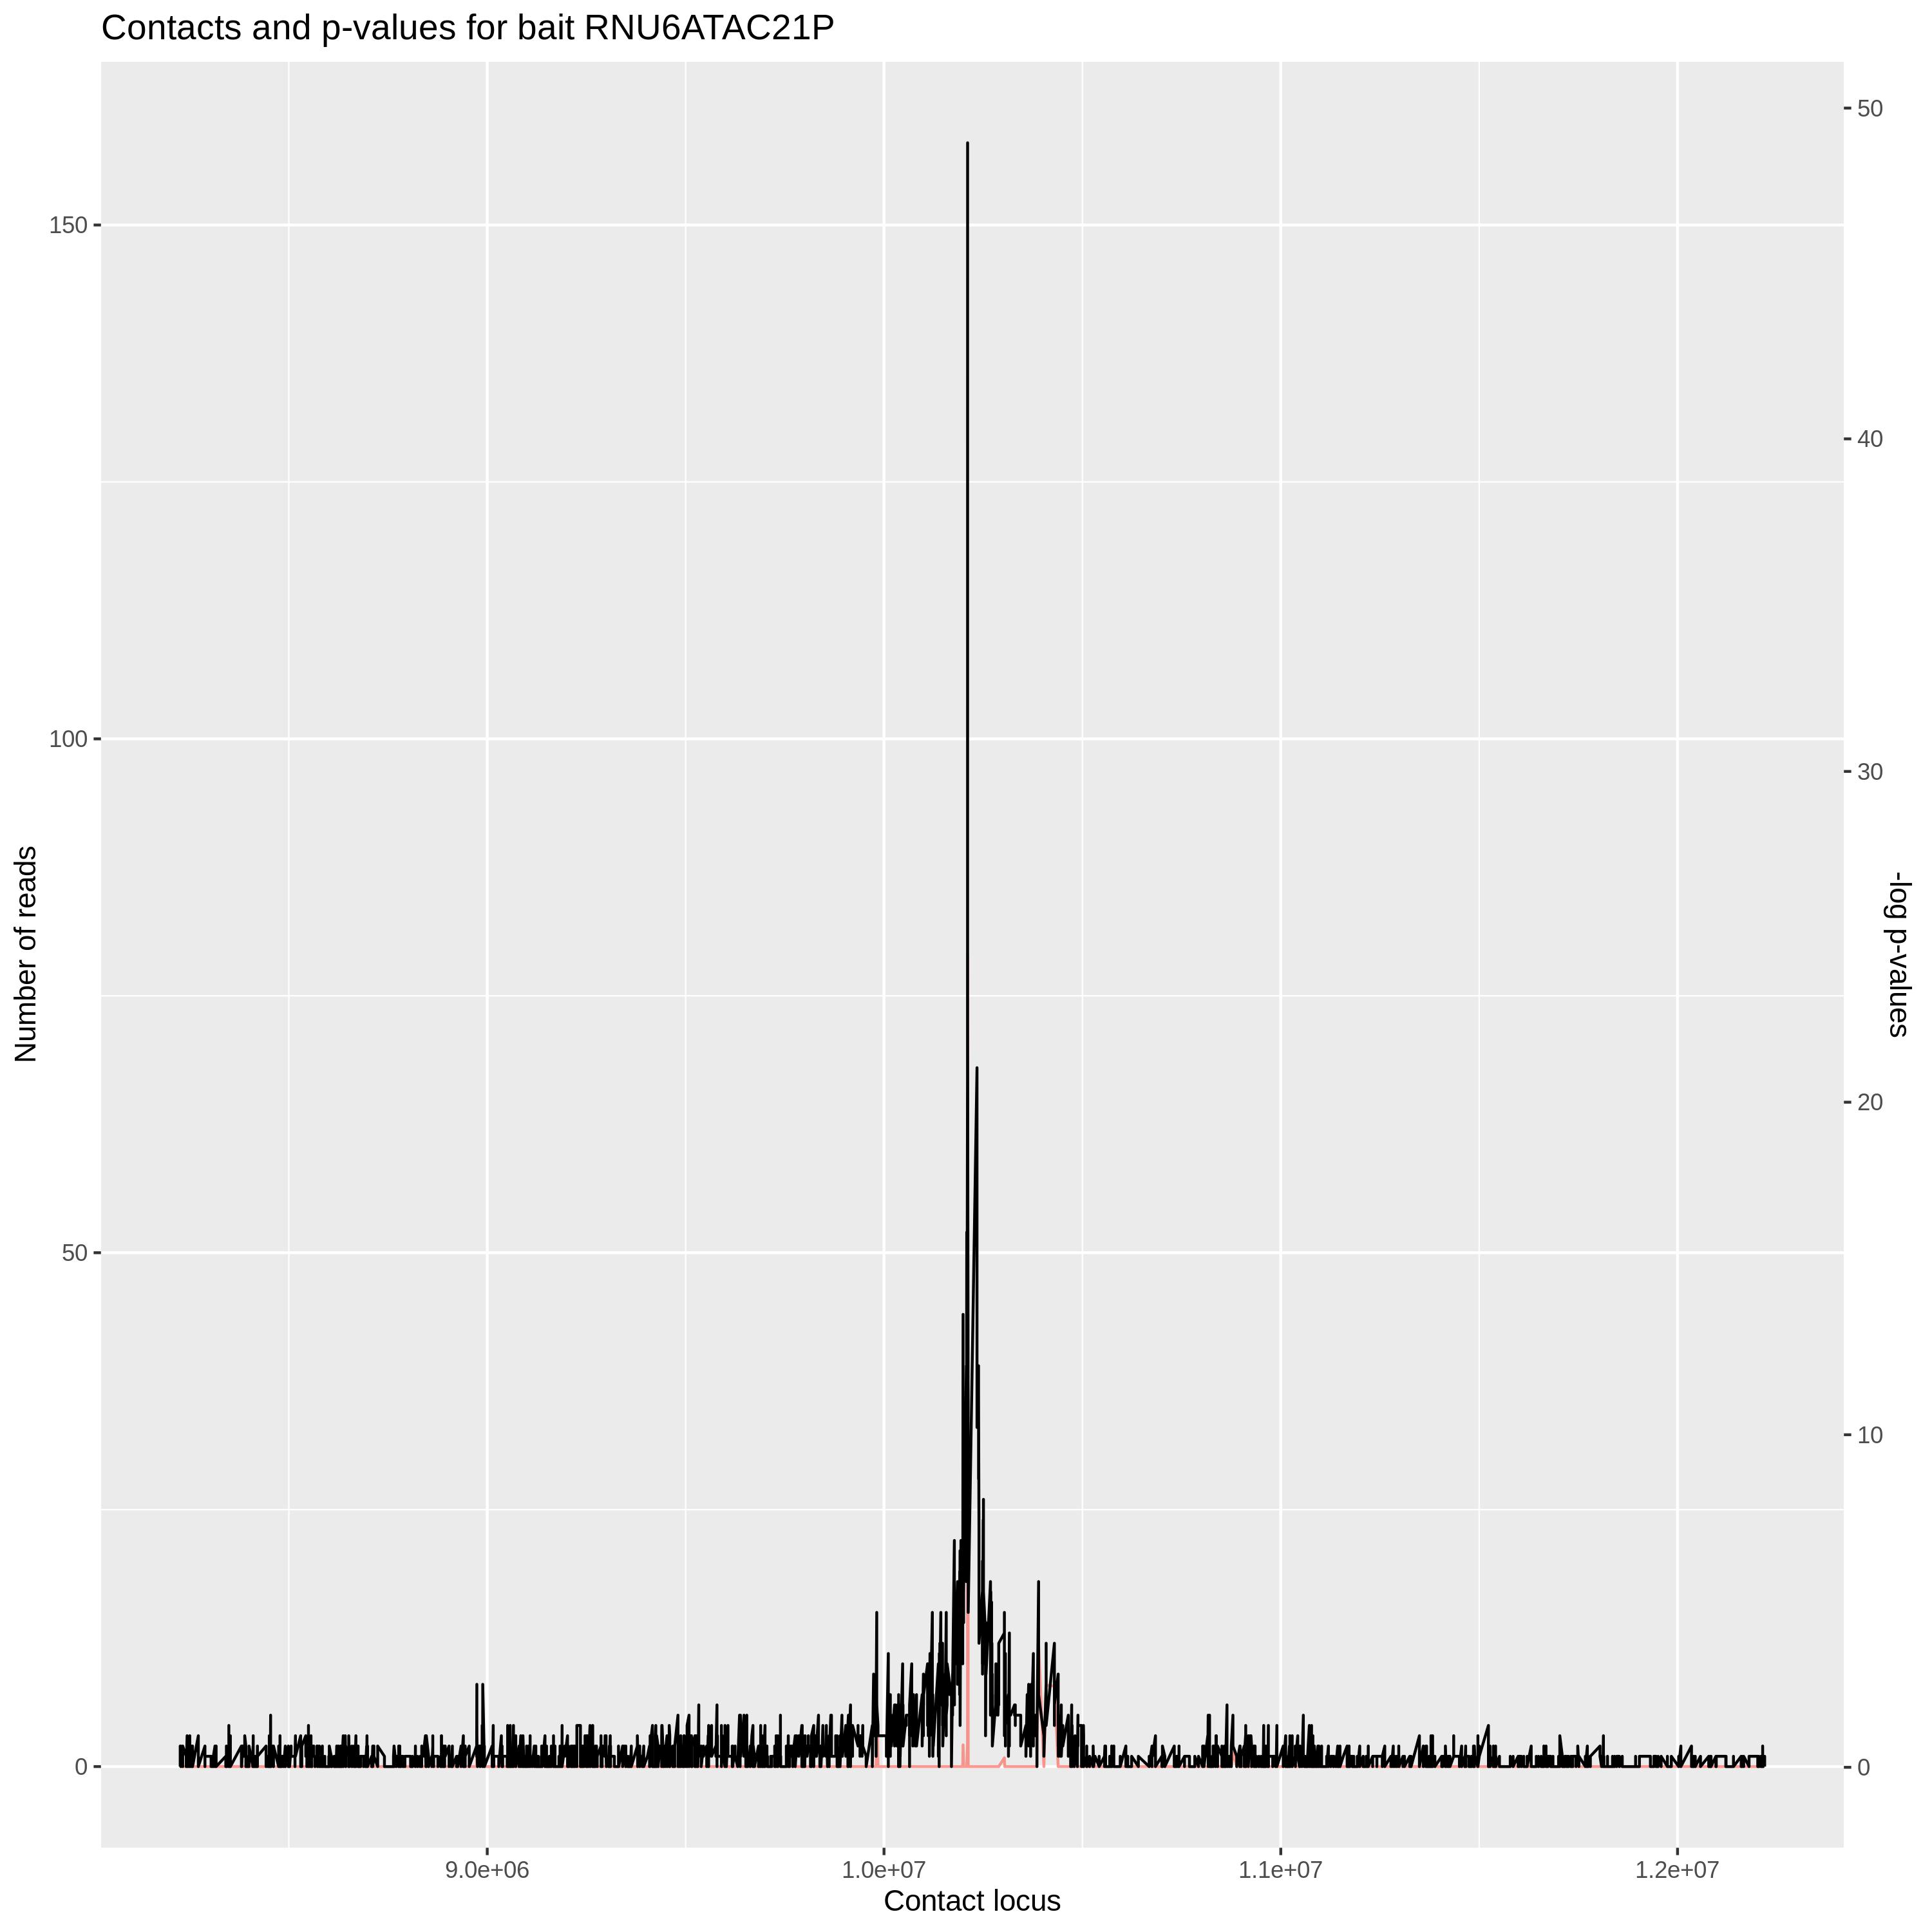 Contacts and p-values for bait RNU6ATAC21P
Number of reads
150
100
50
0
50
40
30
20
10
0
-log p-values
9.0e+06
1.0e+07
1.1e+07
1.2e+07
Contact locus